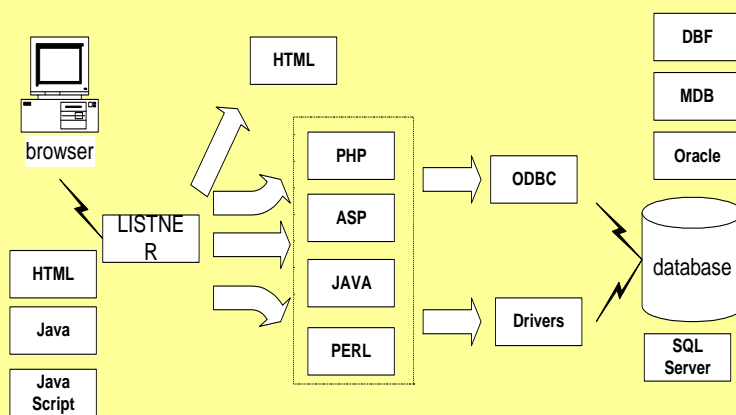 browser
LISTNE
R
HTML
Java
Java
Script
HTML
PHP
ASP
JAVA
PERL
ODBC
Drivers
DBF
MDB
Oracle
database
SQL
Server